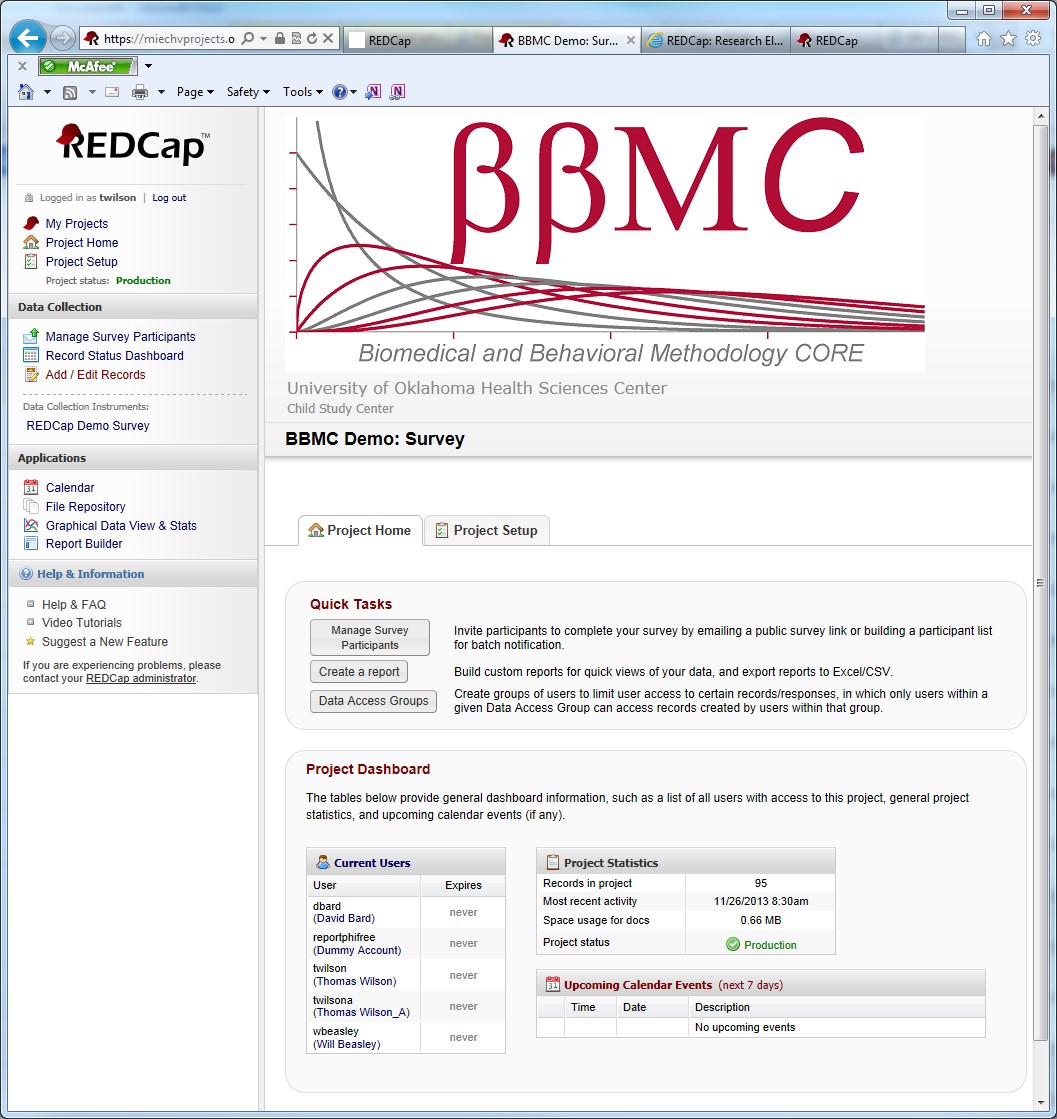 https://miechvprojects.o
REDCap
BBMC Demo: Sur...
REDCap: Research El...
REDCap
McAfee
Page
Safety
Tools
REDCap™
Logged in as twilson | Log out
My Projects
Project Home
Project Setup
Project status: Production
Data Collection
Manage Survey Participants
Record Status Dashboard
Add / Edit Records
Data Collection Instruments:
REDCap Demo Survey
Applications
Calendar
File Repository
Graphical Data View & Stats
Report Builder
Help & Information
Help & FAQ
Video Tutorials
Suggest a New Feature
If you are experiencing problems, please
contact your REDCap administrator.
ββMC
Biomedical and Behavioral Methodology CORE
University of Oklahoma Health Sciences Center
Child Study Center
BBMC Demo: Survey
Project Home
Project Setup
Quick Tasks
Manage Survey
Participants
Invite participants to complete your survey by emailing a public survey link or building a participant list
for batch notification.
Create a report
Build custom reports for quick views of your data, and export reports to Excel/CSV.
Data Access Groups
Create groups of users to limit user access to certain records/responses, in which only users within a
given Data Access Group can access records created by users within that group.
Project Dashboard
The tables below provide general dashboard information, such as a list of all users with access to this project, general project
statistics, and upcoming calendar events (if any).
Current Users
User Expires
dbard
(David Bard) never
reportphifree
(Dummy Account) never
twilson
(Thomas Wilson) never
twilsona
(Thomas Wilson_A) never
wbeasley
(Will Beasley) never
Project Statistics
Records in project 95
Most recent activity 11/26/2013 8:30am
Space usage for docs 0.66 MB
Project status Production
31 Upcoming Calendar Events (next 7 days)
Time Date Description
No upcoming events